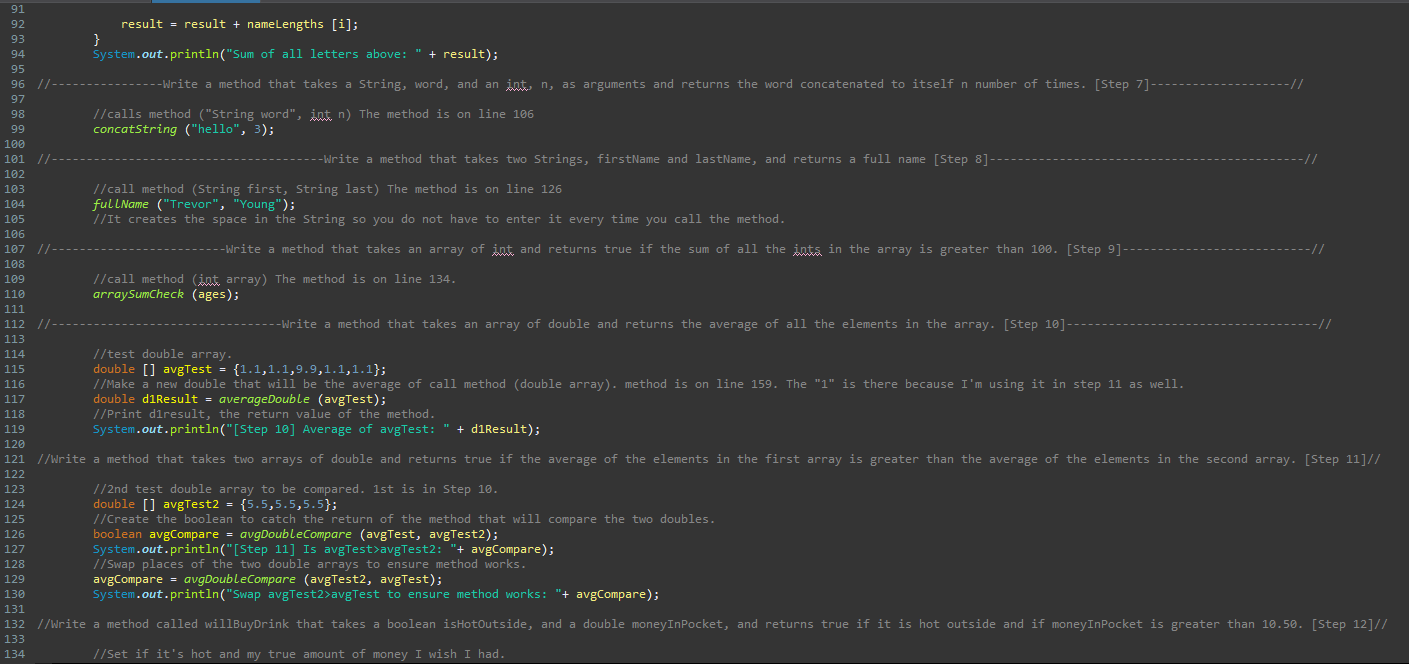 91
92 result = result + nameLengths [i];
93 }
94 System.out.println("Sum of all letters above: " + result);
95
96 //----------------Write a method that takes a String, word, and an int, n, as arguments and returns the word concatenated to itself n number of times. [Step 7]--------------------//
97
98 //calls method ("String word", int n) The method is on line 106
99 concatString ("hello", 3);
100
101 //---------------------------------------Write a method that takes two Strings, firstName and lastName, and returns a full name [Step 8]---------------------------------------------//
102
103 //call method (String first, String last) The method is on line 126
104 fullName ("Trevor", "Young");
105 //It creates the space in the String so you do not have to enter it every time you call the method.
106
107 //-------------------------Write a method that takes an array of int and returns true if the sum of all the ints in the array is greater than 100. [Step 9]---------------------------//
108
109 //call method (int array) The method is on line 134.
110 arraySumCheck (ages);
111
112 //---------------------------------Write a method that takes an array of double and returns the average of all the elements in the array. [Step 10]------------------------------------//
113
114 //test double array.
115 double [] avgTest = {1.1,1.1,9.9,1.1,1.1};
116 //Make a new double that will be the average of call method (double array). method is on line 159. The "1" is there because I'm using it in step 11 as well.
117 double d1Result = averageDouble (avgTest);
118 //Print d1result, the return value of the method.
119 System.out.println("[Step 10] Average of avgTest: " + d1Result);
120
121 //Write a method that takes two arrays of double and returns true if the average of the elements in the first array is greater than the average of the elements in the second array. [Step 11]//
122
123 //2nd test double array to be compared. 1st is in Step 10.
124 double [] avgTest2 = {5.5,5.5,5.5};
125 //Create the boolean to catch the return of the method that will compare the two doubles.
126 boolean avgCompare = avgDoubleCompare (avgTest, avgTest2);
127 System.out.println("[Step 11] Is avgTest>avgTest2: "+ avgCompare);
128 //Swap places of the two double arrays to ensure method works.
129 avgCompare = avgDoubleCompare (avgTest2, avgTest);
130 System.out.println("Swap avgTest2>avgTest to ensure method works: "+ avgCompare);
131
132 //Write a method called willBuyDrink that takes a boolean isHotOutside, and a double moneyInPocket, and returns true if it is hot outside and if moneyInPocket is greater than 10.50. [Step 12]//
133
134 //Set if it's hot and my true amount of money I wish I had.